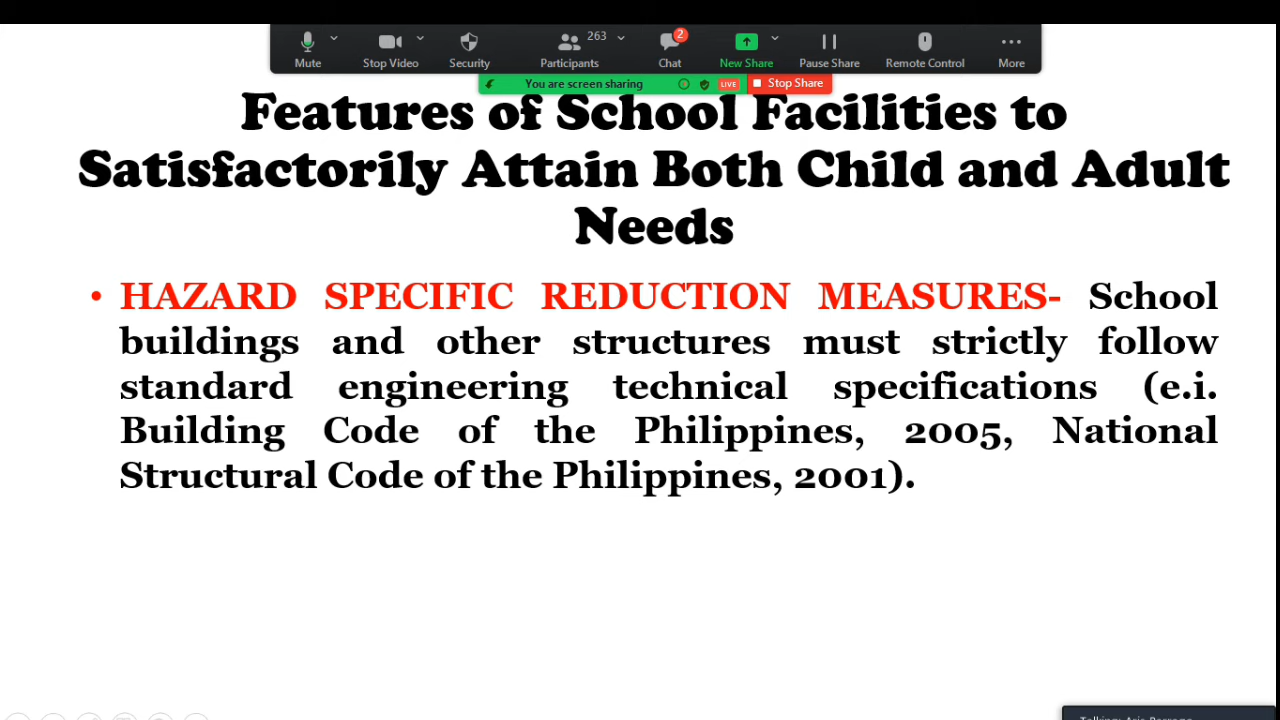 263
2
Mute
Stop Video
Security
Participants
Chat
New Share
Pause Share
Remote Control
More
You are screen sharing
LIVE
Stop Share
Features of School Facilities to
Satisfactorily Attain Both Child and Adult
Needs
• HAZARD SPECIFIC REDUCTION MEASURES- School
buildings and other structures must strictly follow
standard engineering technical specifications (e.i.
Building Code of the Philippines, 2005, National
Structural Code of the Philippines, 2001).